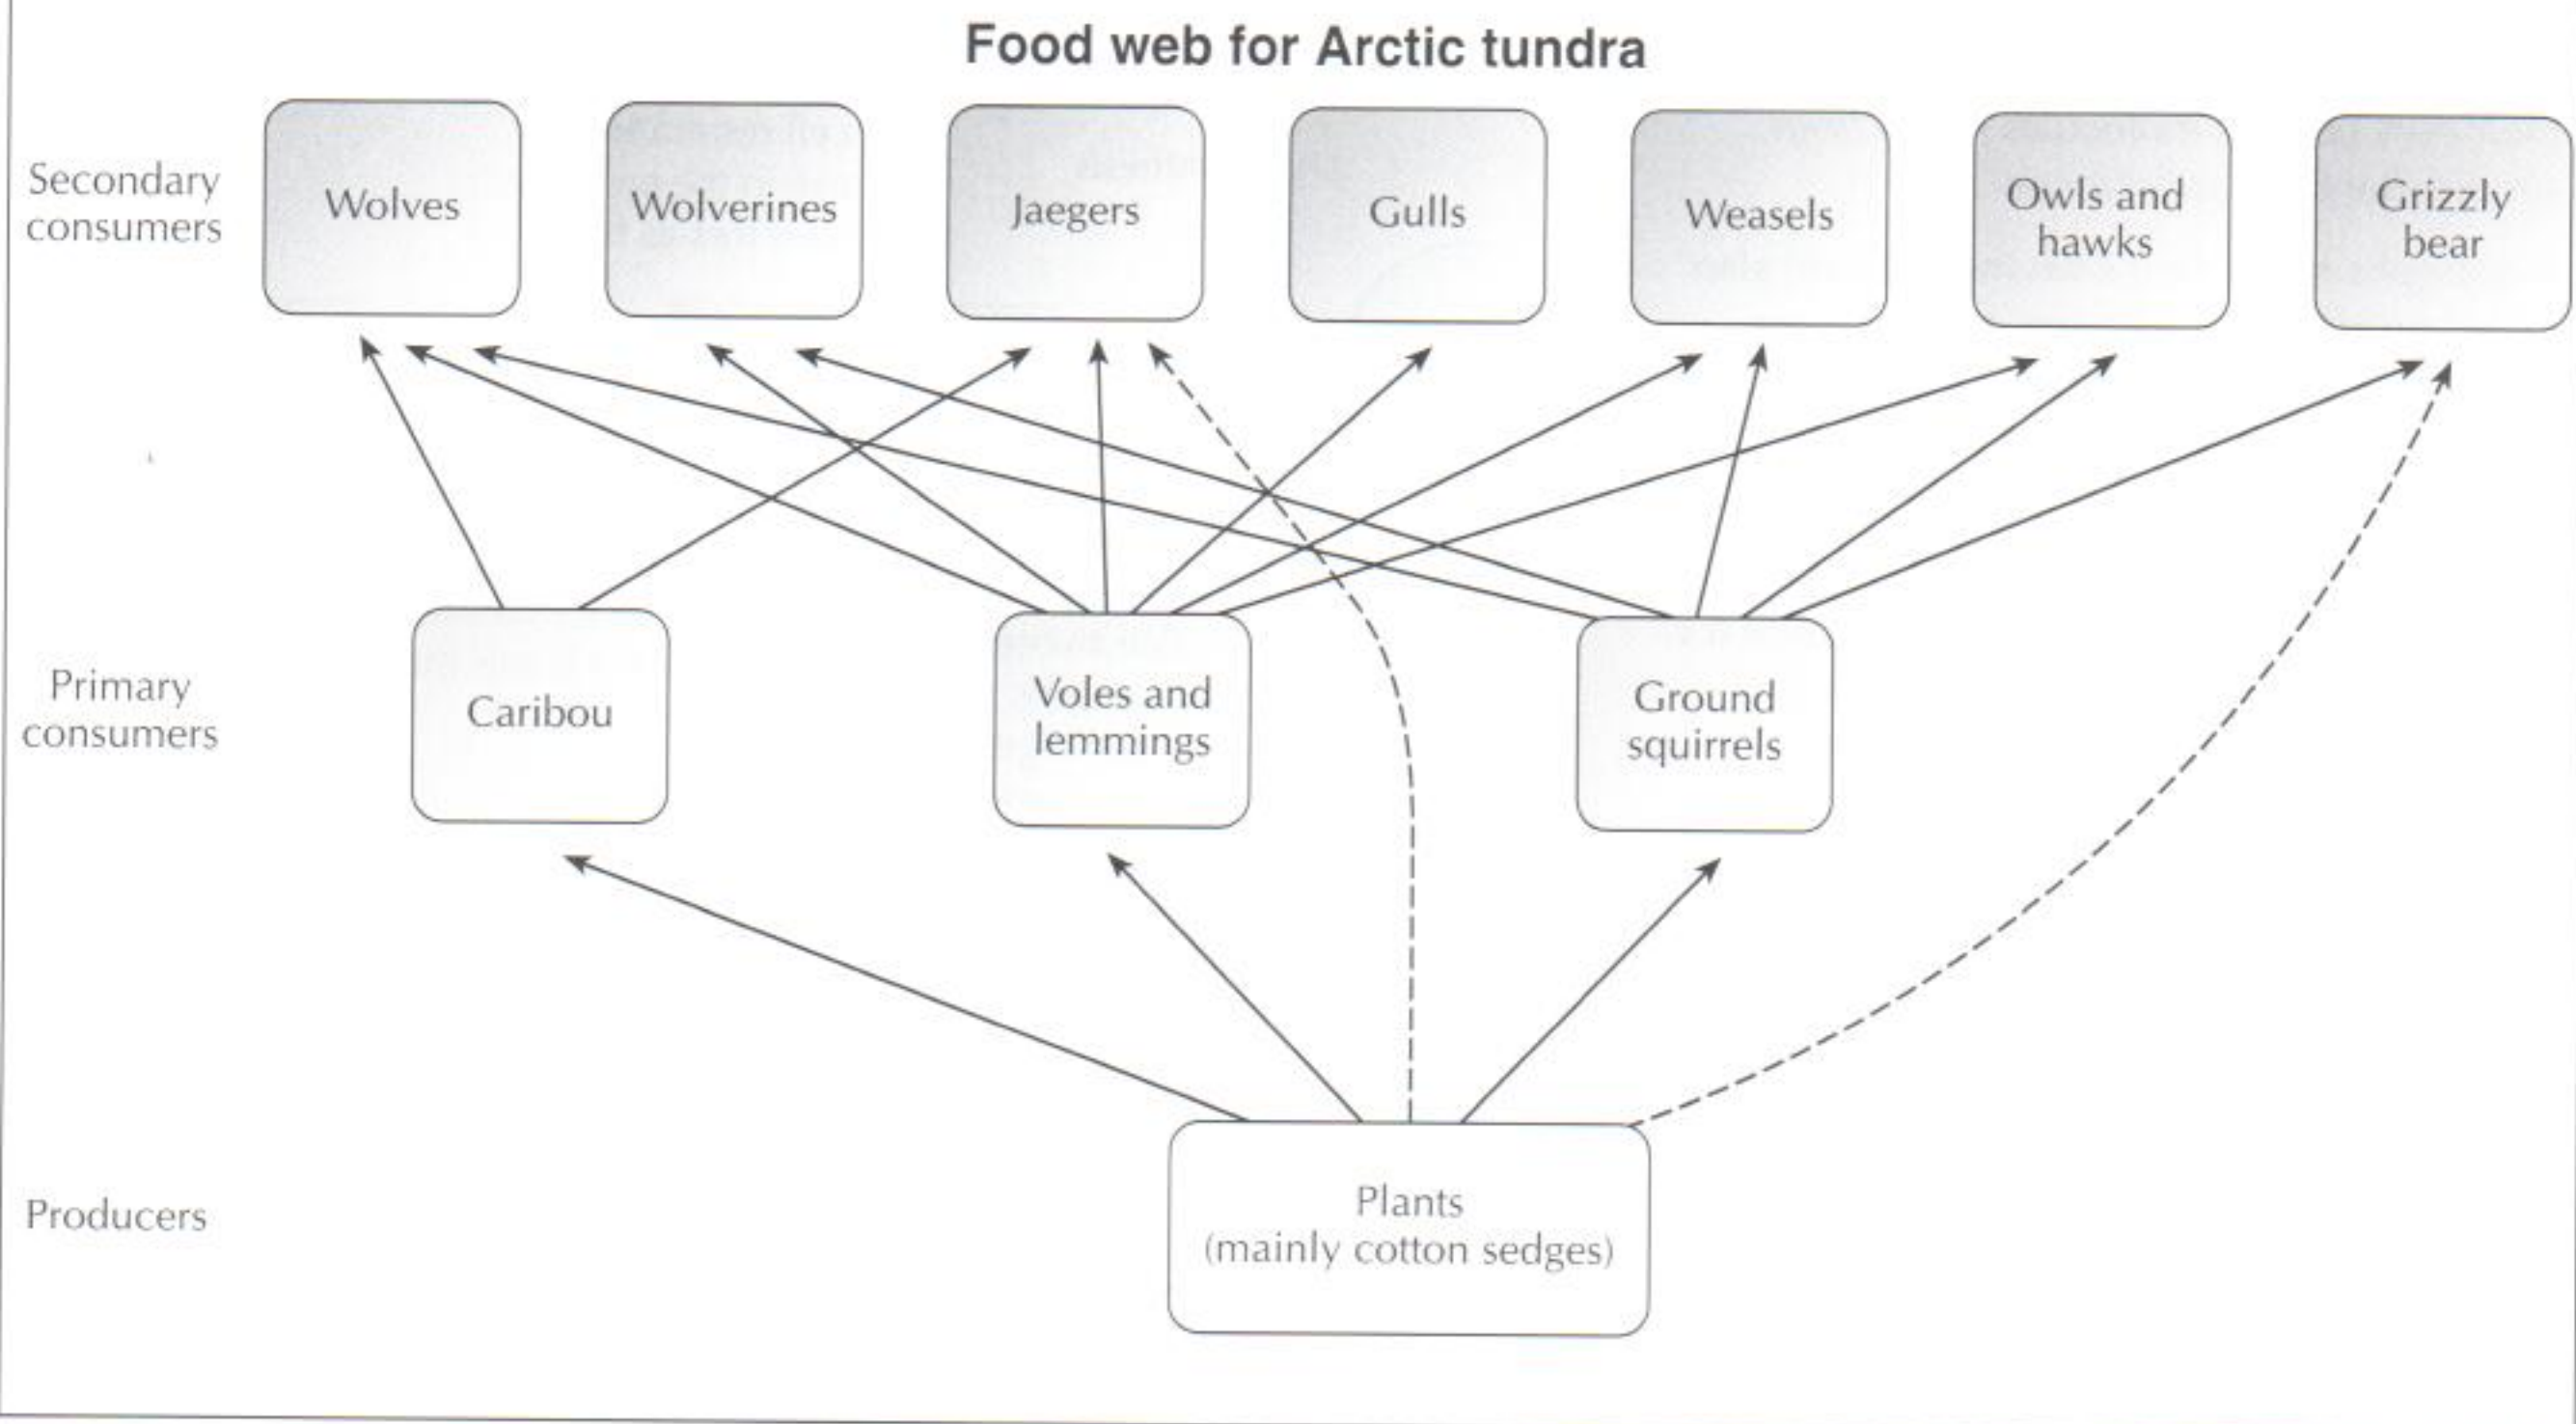 Food web for Arctic tundra
Secondary
consumers
Wolves
Wolverines
Jaegers
Gulls
Weasels
Owls and
hawks
Grizzly
bear
Primary
consumers
Caribou
Voles and
lemmings
Ground
squirrels
Producers
Plants
(mainly cotton sedges)